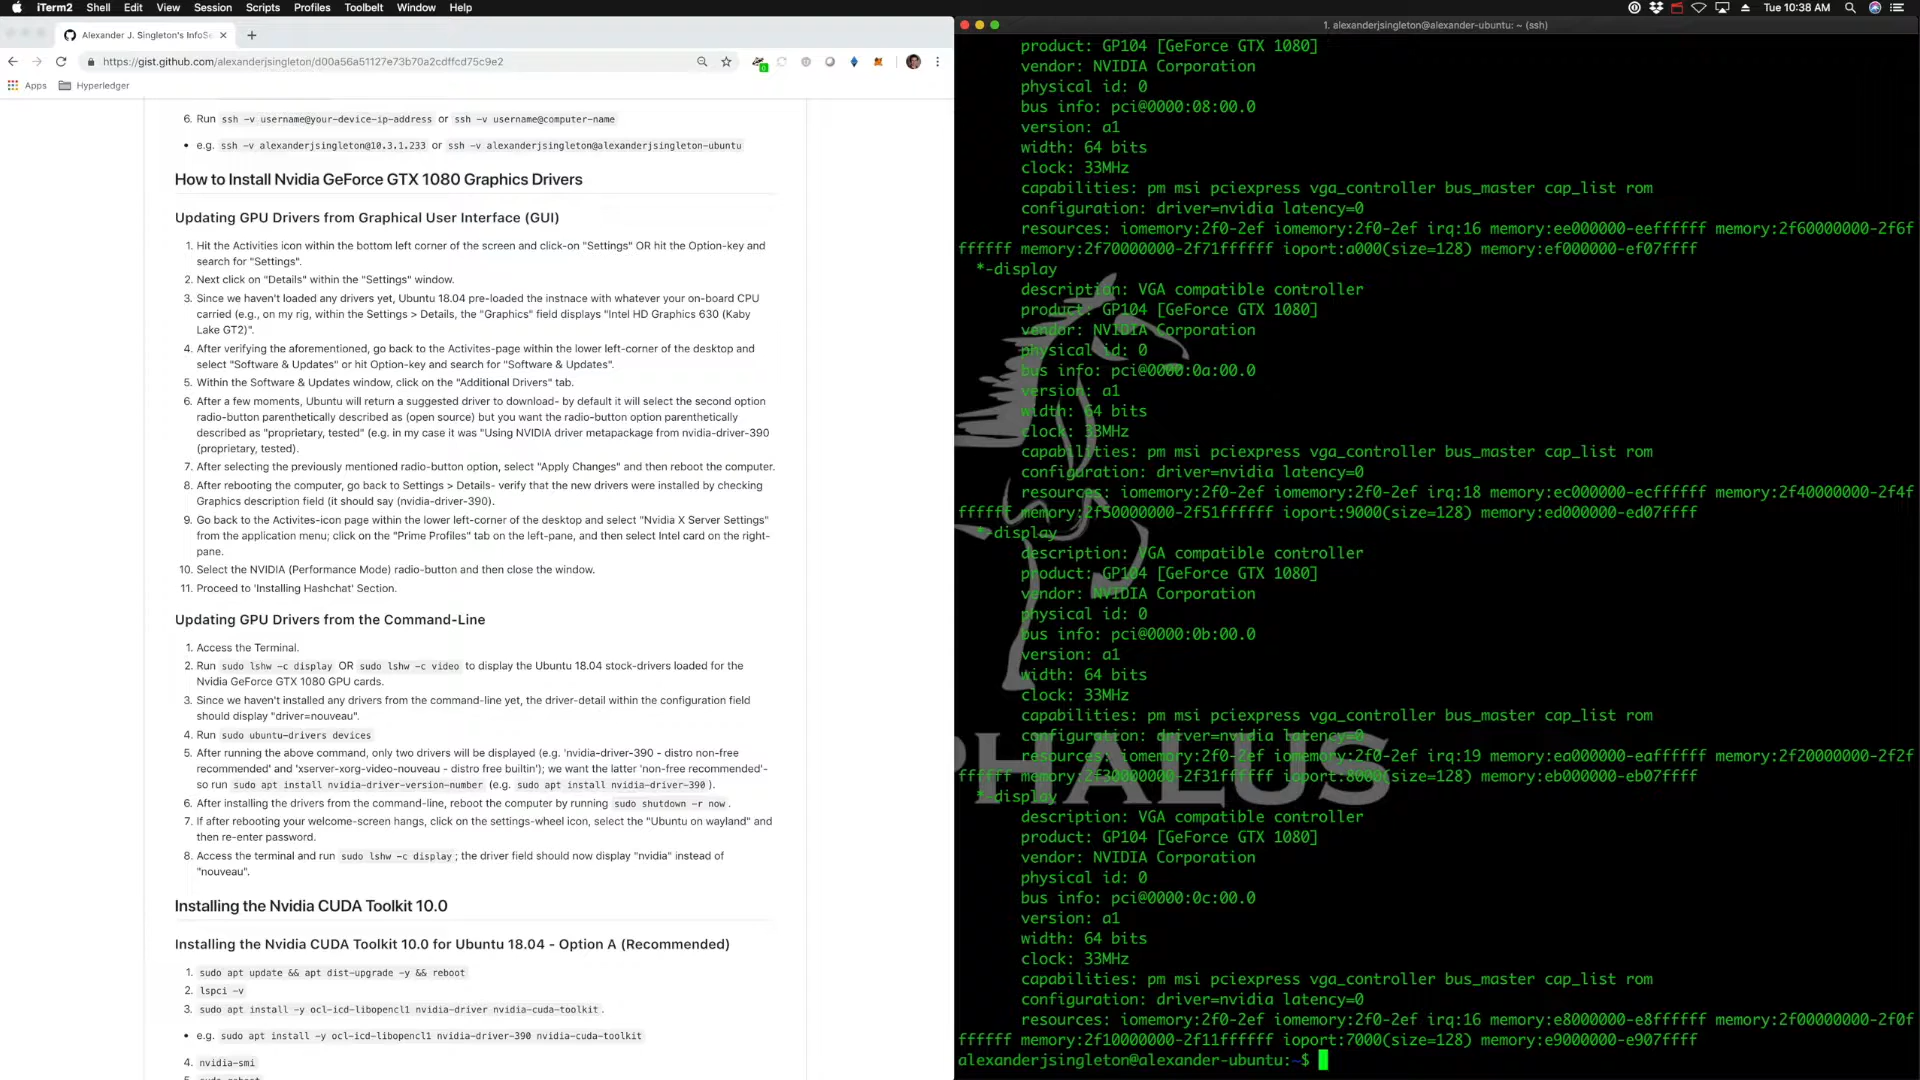 iTerm2 Shell Edit View Session Scripts Profiles Toolbelt Window Help
Tue 10:38 AM
Alexander J. Singleton's InfoSe
https://gist.github.com/alexanderjsingleton/d00a56a51127e73b70a2cdffcd75c9e2
Apps Hyperledger
6. Run ssh -v username@your-device-ip-address or ssh -v username@computer-name
• e.g. ssh -v alexanderjsingleton@10.3.1.233 or ssh -v alexanderjsingleton@alexanderjsingleton-ubuntu
How to Install Nvidia GeForce GTX 1080 Graphics Drivers
Updating GPU Drivers from Graphical User Interface (GUI)
1. Hit the Activities icon within the bottom left corner of the screen and click-on "Settings" OR hit the Option-key and
search for "Settings".
2. Next click on "Details" within the "Settings" window.
3. Since we haven't loaded any drivers yet, Ubuntu 18.04 pre-loaded the instnace with whatever your on-board CPU
carried (e.g., on my rig, within the Settings > Details, the "Graphics" field displays "Intel HD Graphics 630 (Kaby
Lake GT2)".
4. After verifying the aforementioned, go back to the Activites-page within the lower left-corner of the desktop and
select "Software & Updates" or hit Option-key and search for "Software & Updates".
5. Within the Software & Updates window, click on the "Additional Drivers" tab.
6. After a few moments, Ubuntu will return a suggested driver to download- by default it will select the second option
radio-button parenthetically described as (open source) but you want the radio-button option parenthetically
described as "proprietary, tested" (e.g. in my case it was "Using NVIDIA driver metapackage from nvidia-driver-390
(proprietary, tested).
7. After selecting the previously mentioned radio-button option, select "Apply Changes" and then reboot the computer.
8. After rebooting the computer, go back to Settings > Details- verify that the new drivers were installed by checking
Graphics description field (it should say (nvidia-driver-390).
9. Go back to the Activites-icon page within the lower left-corner of the desktop and select "Nvidia X Server Settings"
from the application menu; click on the "Prime Profiles" tab on the left-pane, and then select Intel card on the right-
pane.
10. Select the NVIDIA (Performance Mode) radio-button and then close the window.
11. Proceed to 'Installing Hashchat' Section.
Updating GPU Drivers from the Command-Line
1. Access the Terminal.
2. Run sudo lshw -c display OR sudo lshw -c video to display the Ubuntu 18.04 stock-drivers loaded for the
Nvidia GeForce GTX 1080 GPU cards.
3. Since we haven't installed any drivers from the command-line yet, the driver-detail within the configuration field
should display "driver=nouveau".
4. Run sudo ubuntu-drivers devices
5. After running the above command, only two drivers will be displayed (e.g. 'nvidia-driver-390 - distro non-free
recommended' and 'xserver-xorg-video-nouveau - distro free builtin'); we want the latter 'non-free recommended'-
so run sudo apt install nvidia-driver-version-number (e.g. sudo apt install nvidia-driver-390 ).
6. After installing the drivers from the command-line, reboot the computer by running sudo shutdown -r now .
7. If after rebooting your welcome-screen hangs, click on the settings-wheel icon, select the "Ubuntu on wayland" and
then re-enter password.
8. Access the terminal and run sudo lshw -c display ; the driver field should now display "nvidia" instead of
"nouveau".
Installing the Nvidia CUDA Toolkit 10.0
Installing the Nvidia CUDA Toolkit 10.0 for Ubuntu 18.04 - Option A (Recommended)
1. sudo apt update && apt dist-upgrade -y && reboot
2. lspci -v
3. sudo apt install -y ocl-icd-libopencl1 nvidia-driver nvidia-cuda-toolkit .
• e.g. sudo apt install -y ocl-icd-libopencl1 nvidia-driver-390 nvidia-cuda-toolkit
4. nvidia-smi
5. sudo reboot
1. alexanderjsingleton@alexander-ubuntu: ~ (ssh)
product: GP104 [GeForce GTX 1080]
vendor: NVIDIA Corporation
physical id: 0
bus info: pci@0000:08:00.0
version: a1
width: 64 bits
clock: 33MHz
capabilities: pm msi pciexpress vga_controller bus_master cap_list rom
configuration: driver=nvidia latency=0
resources: iomemory:2f0-2ef iomemory:2f0-2ef irq:16 memory:ee000000-eeffffff memory:2f60000000-2f6f
ffffff memory:2f70000000-2f71ffffff ioport:a000(size=128) memory:ef000000-ef07ffff
*-display
description: VGA compatible controller
product: GP104 [GeForce GTX 1080]
vendor: NVIDIA Corporation
physical id: 0
bus info: pci@0000:0a:00.0
version: a1
width: 64 bits
clock: 33MHz
capabilities: pm msi pciexpress vga_controller bus_master cap_list rom
configuration: driver=nvidia latency=0
resources: iomemory:2f0-2ef iomemory:2f0-2ef irq:18 memory:ec000000-ecffffff memory:2f40000000-2f4f
ffffff memory:2f50000000-2f51ffffff ioport:9000(size=128) memory:ed000000-ed07ffff
*-display
description: VGA compatible controller
product: GP104 [GeForce GTX 1080]
vendor: NVIDIA Corporation
physical id: 0
bus info: pci@0000:0b:00.0
version: a1
width: 64 bits
clock: 33MHz
capabilities: pm msi pciexpress vga_controller bus_master cap_list rom
configuration: driver=nvidia latency=0
resources: iomemory:2f0-2ef iomemory:2f0-2ef irq:19 memory:ea000000-eaffffff memory:2f20000000-2f2f
ffffff memory:2f30000000-2f31ffffff ioport:8000(size=128) memory:eb000000-eb07ffff
PHALUS
*-display
description: VGA compatible controller
product: GP104 [GeForce GTX 1080]
vendor: NVIDIA Corporation
physical id: 0
bus info: pci@0000:0c:00.0
version: a1
width: 64 bits
clock: 33MHz
capabilities: pm msi pciexpress vga_controller bus_master cap_list rom
configuration: driver=nvidia latency=0
resources: iomemory:2f0-2ef iomemory:2f0-2ef irq:16 memory:e8000000-e8ffffff memory:2f00000000-2f0f
ffffff memory:2f10000000-2f11ffffff ioport:7000(size=128) memory:e9000000-e907ffff
alexanderjsingleton@alexander-ubuntu:~$